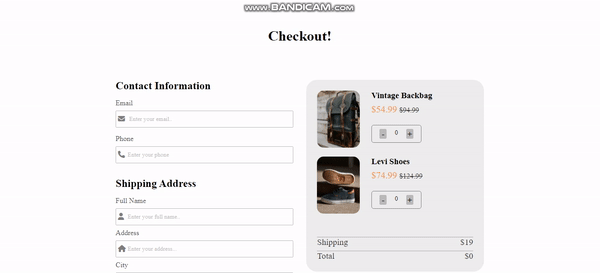 www.BANDICAM.com
Checkout!
Contact Information
Email
Enter your email.
Phone
Enter your phone
Shipping Address
Full Name
Enter your full name..
Address
Enter your address..
City
Vintage Backbag
$54.99 $94.99
- 0 +
Levi Shoes
$74.99 $124.99
- 0 +
Shipping $19
Total $0